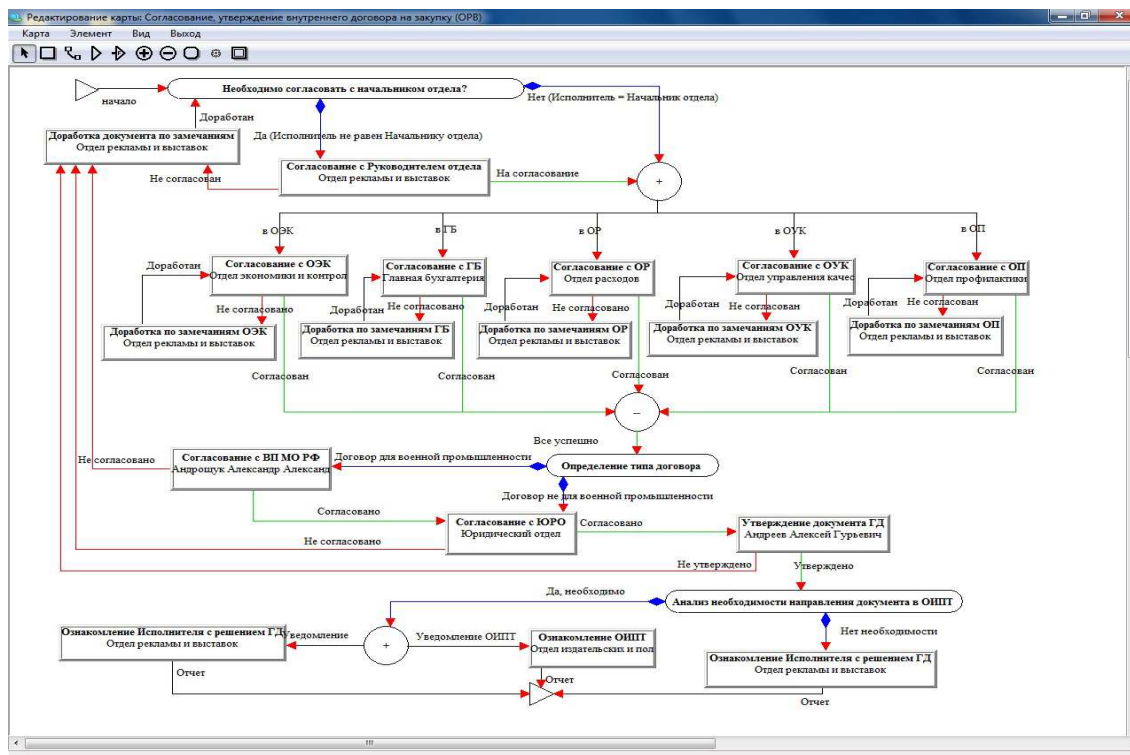 Редактирование карты: Согласование, утверждение внутреннего договора на закупку (ОРВ)
Карта Элемент Вид Выход
начало
Необходимо согласовать с начальником отдела?
Нет (Исполнитель = Начальник отдела)
Доработан
Да (Исполнитель не равен Начальнику отдела)
Доработка документа по замечаниям
Отдел рекламы и выставок
Не согласован
Согласование с Руководителем отдела
Отдел рекламы и выставок
На согласование
+
в ОЭК
в ГБ
в ОР
в ОУК
в ОП
Доработан
Согласование с ОЭК
Отдел экономики и контрол
Согласование с ГБ
Главная бухгалтерия
Согласование с ОР
Отдел расходов
Согласование с ОУК
Отдел управления качес
Согласование с ОП
Отдел профилактики
Не согласовано
Доработан
Не согласовано
Доработан
Не согласовано
Доработан
Не согласовано
Доработан
Не согласован
Доработка по замечаниям ОЭК
Отдел рекламы и выставок
Доработка по замечаниям ГБ
Отдел рекламы и выставок
Доработка по замечаниям ОР
Отдел рекламы и выставок
Доработка по замечаниям ОУК
Отдел рекламы и выставок
Доработка по замечаниям ОП
Отдел рекламы и выставок
Согласован
Согласован
Согласован
Согласован
Согласован
–
Все успешно
Не согласовано
Согласование с ВП МО РФ
Андрощук Александр Александ
Договор для военной промышленности
Определение типа договора
Договор не для военной промышленности
Согласовано
Согласование с ЮРО
Юридический отдел
Согласовано
Утверждение документа ГД
Андреев Алексей Гурьевич
Не согласовано
Не утверждено
Утверждено
Да, необходимо
Анализ необходимости направления документа в ОИПТ
Нет необходимости
Ознакомление Исполнителя с решением ГД
Отдел рекламы и выставок
Уведомление
+
Уведомление ОИПТ
Ознакомление ОИПТ
Отдел издательских и пол
Ознакомление Исполнителя с решением ГД
Отдел рекламы и выставок
Отчет
Отчет
Отчет